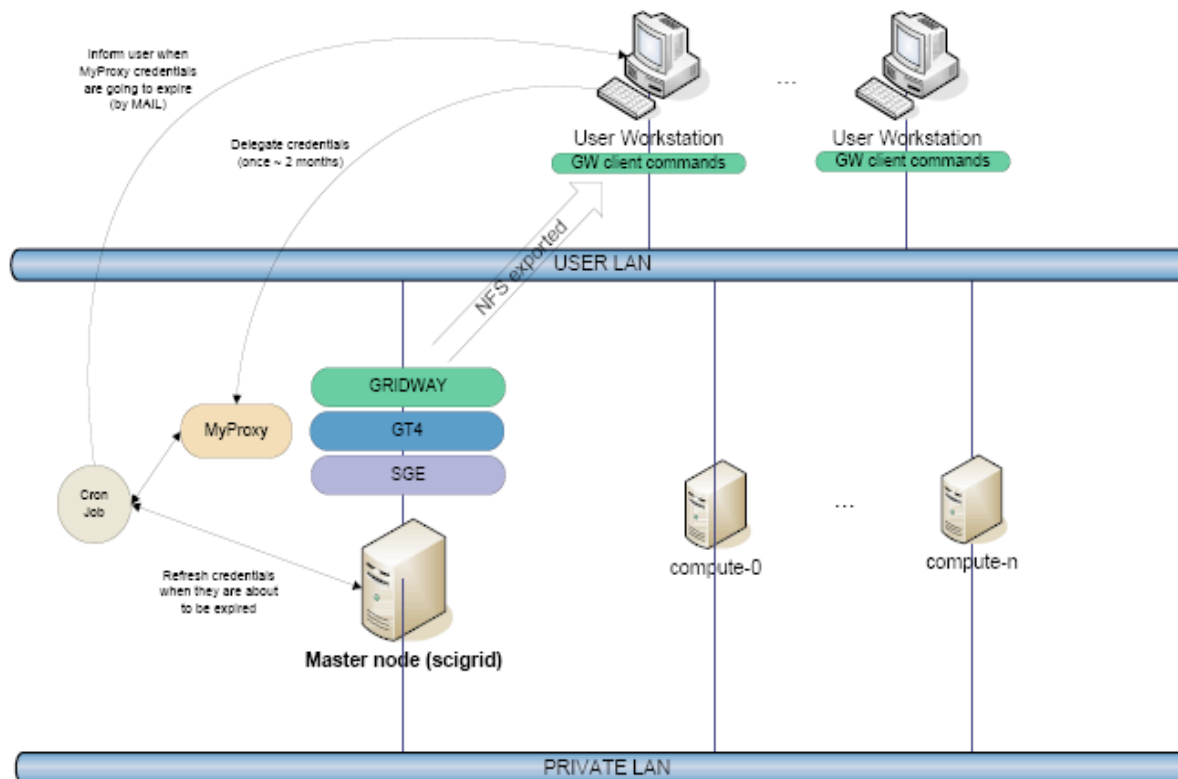 Inform user when
MyProxy credentials
are going to expire
(by MAIL)
...
Delegate credentials
(once ~ 2 months)
User Workstation
User Workstation
GW client commands
GW client commands
NFS exported
USER LAN
GRIDWAY
MyProxy
GT4
SGE
Cron
Job
...
compute-0
compute-n
Refresh credentials
when they are about
to be expired
Master node (scigrid)
PRIVATE LAN